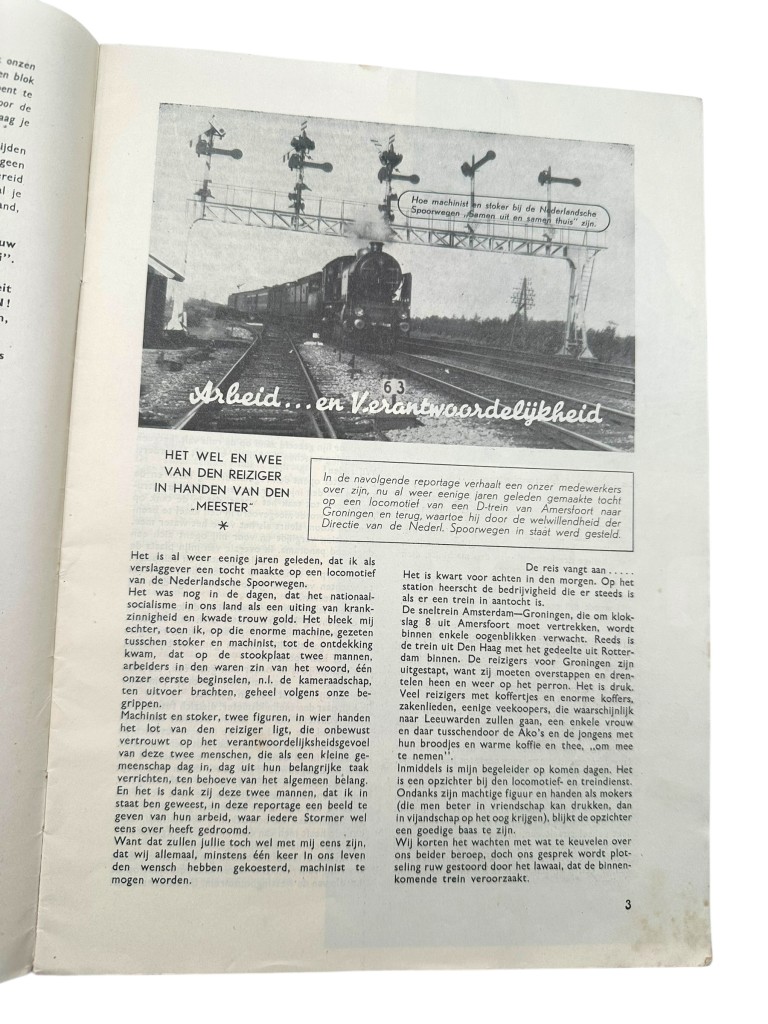 onzen
en blok
ent te
oor de
aag je
ijden
geen
reid
al je
and,
uw
i".
eit
!
n,
s
Hoe machinist en stoker bij de Nederlandsche
Spoorwegen „samen uit en samen thuis" zijn.
63
Arbeid... en Verantwoordelijkheid
HET WEL EN WEE
VAN DEN REIZIGER
IN HANDEN VAN DEN
„MEESTER"
*
In de navolgende reportage verhaalt een onzer medewerkers
over zijn, nu al weer eenige jaren geleden gemaakte tocht
op een locomotief van een D-trein van Amersfoort naar
Groningen en terug, waartoe hij door de welwillendheid der
Directie van de Nederl. Spoorwegen in staat werd gesteld.
Het is al weer eenige jaren geleden, dat ik als
verslaggever een tocht maakte op een locomotief
van de Nederlandsche Spoorwegen.
Het was nog in de dagen, dat het nationaal-
socialisme in ons land als een uiting van krank-
zinnigheid en kwade trouw gold. Het bleek mij
echter, toen ik, op die enorme machine, gezeten
tusschen stoker en machinist, tot de ontdekking
kwam, dat op de stookplaat twee mannen,
arbeiders in den waren zin van het woord, één
onzer eerste beginselen, n.l. de kameraadschap,
ten uitvoer brachten, geheel volgens onze be-
grippen.
Machinist en stoker, twee figuren, in wier handen
het lot van den reiziger ligt, die onbewust
vertrouwt op het verantwoordelijkheidsgevoel
van deze twee menschen, die als een kleine ge-
meenschap dag in, dag uit hun belangrijke taak
verrichten, ten behoeve van het algemeen belang.
En het is dank zij deze twee mannen, dat ik in
staat ben geweest, in deze reportage een beeld te
geven van hun arbeid, waar iedere Stormer wel
eens over heeft gedroomd.
Want dat zullen jullie toch wel met mij eens zijn,
dat wij allemaal, minstens één keer in ons leven
den wensch hebben gekoesterd, machinist te
mogen worden.
De reis vangt aan . . . . .
Het is kwart voor achten in den morgen. Op het
station heerscht de bedrijvigheid die er steeds is
als er een trein in aantocht is.
De sneltrein Amsterdam—Groningen, die om klok-
slag 8 uit Amersfoort moet vertrekken, wordt
binnen enkele oogenblikken verwacht. Reeds is
de trein uit Den Haag met het gedeelte uit Rotter-
dam binnen. De reizigers voor Groningen zijn
uitgestapt, want zij moeten overstappen en dren-
telen heen en weer op het perron. Het is druk.
Veel reizigers met koffertjes en enorme koffers,
zakenlieden, eenige veekoopers, die waarschijnlijk
naar Leeuwarden zullen gaan, een enkele vrouw
en daar tusschendoor de Ako's en de jongens met
hun broodjes en warme koffie en thee, „om mee
te nemen".
Inmiddels is mijn begeleider op komen dagen. Het
is een opzichter bij den locomotief- en treindienst.
Ondanks zijn machtige figuur en handen als mokers
(die men beter in vriendschap kan drukken, dan
in vijandschap op het oog krijgen), blijkt de opzichter
een goedige baas te zijn.
Wij korten het wachten met wat te keuvelen over
ons beider beroep, doch ons gesprek wordt plot-
seling ruw gestoord door het lawaai, dat de binnen-
komende trein veroorzaakt.
3